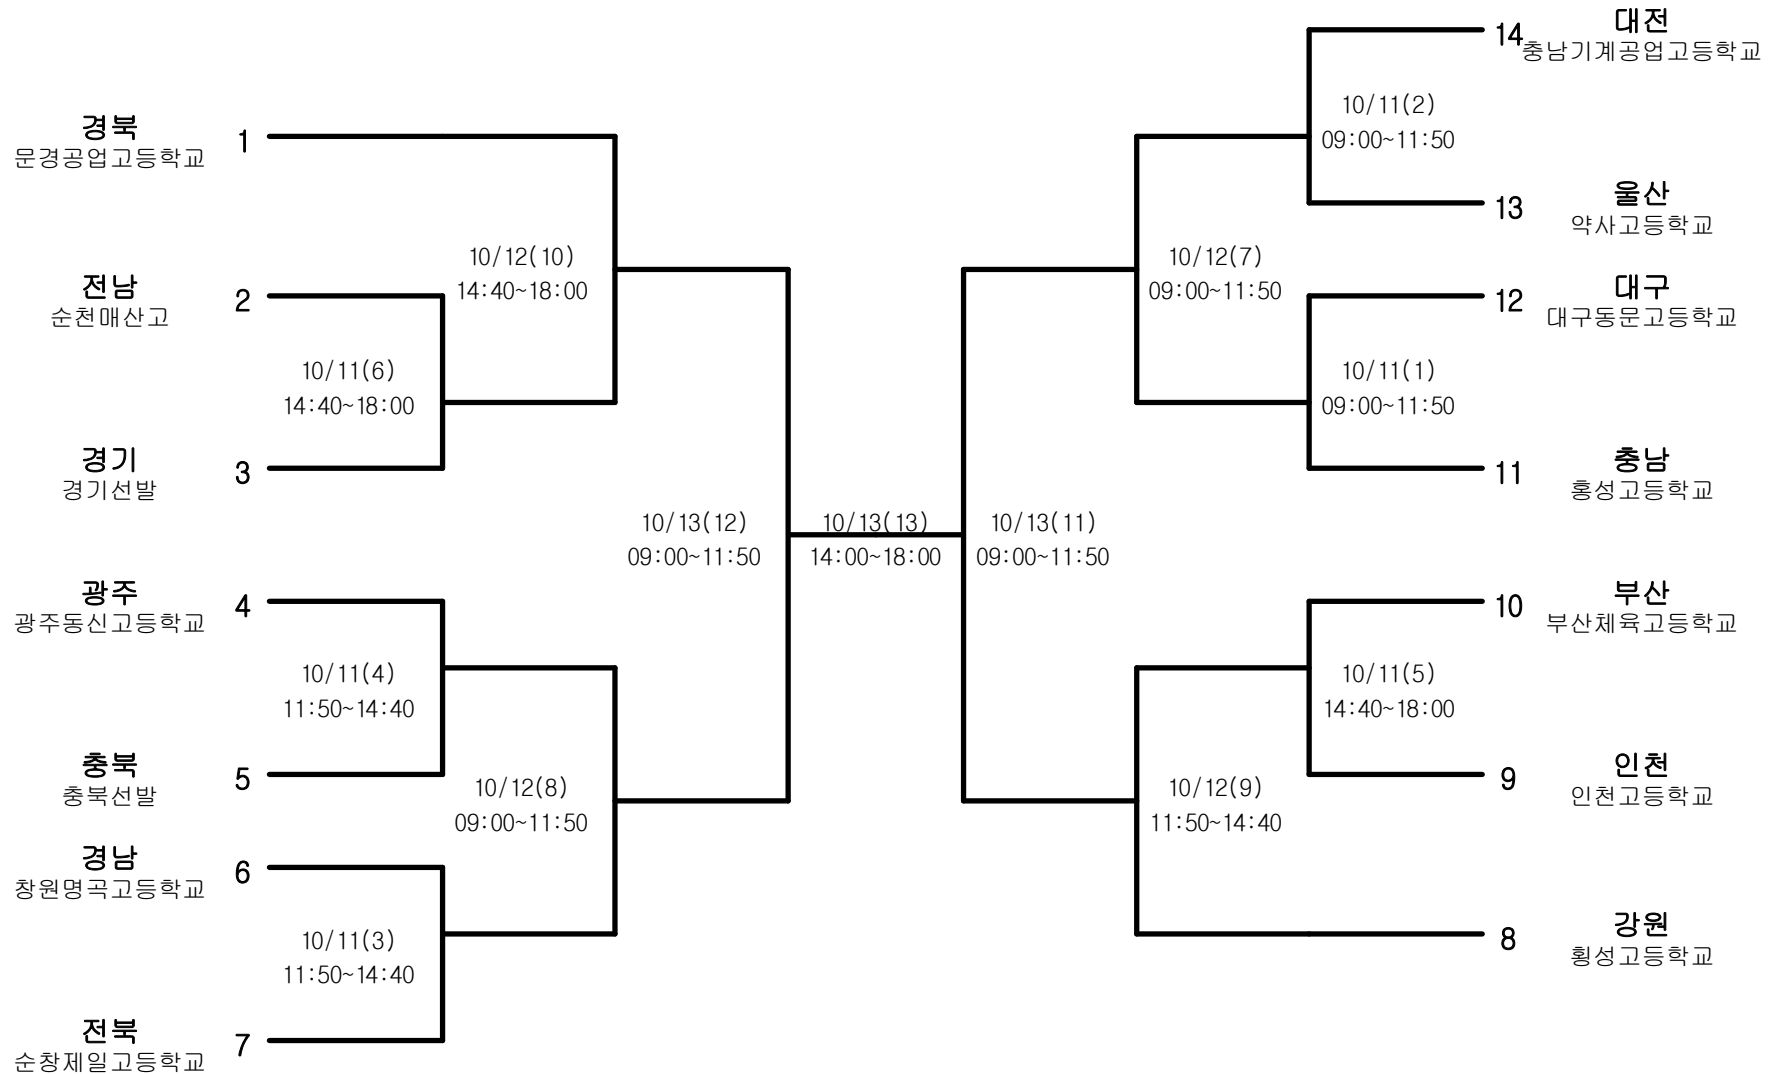 경북
문경공업고등학교
1
전남
순천매산고
2
10/12(10)
14:40~18:00
10/11(6)
14:40~18:00
경기
경기선발
3
10/13(12)
09:00~11:50
광주
광주동신고등학교
4
10/11(4)
11:50~14:40
충북
충북선발
5
10/12(8)
09:00~11:50
경남
창원명곡고등학교
6
10/11(3)
11:50~14:40
전북
순창제일고등학교
7
10/13(13)
14:00~18:00
14
대전
충남기계공업고등학교
10/11(2)
09:00~11:50
13
울산
약사고등학교
10/12(7)
09:00~11:50
12
대구
대구동문고등학교
10/11(1)
09:00~11:50
11
충남
홍성고등학교
10/13(11)
09:00~11:50
10
부산
부산체육고등학교
10/11(5)
14:40~18:00
9
인천
인천고등학교
10/12(9)
11:50~14:40
8
강원
횡성고등학교